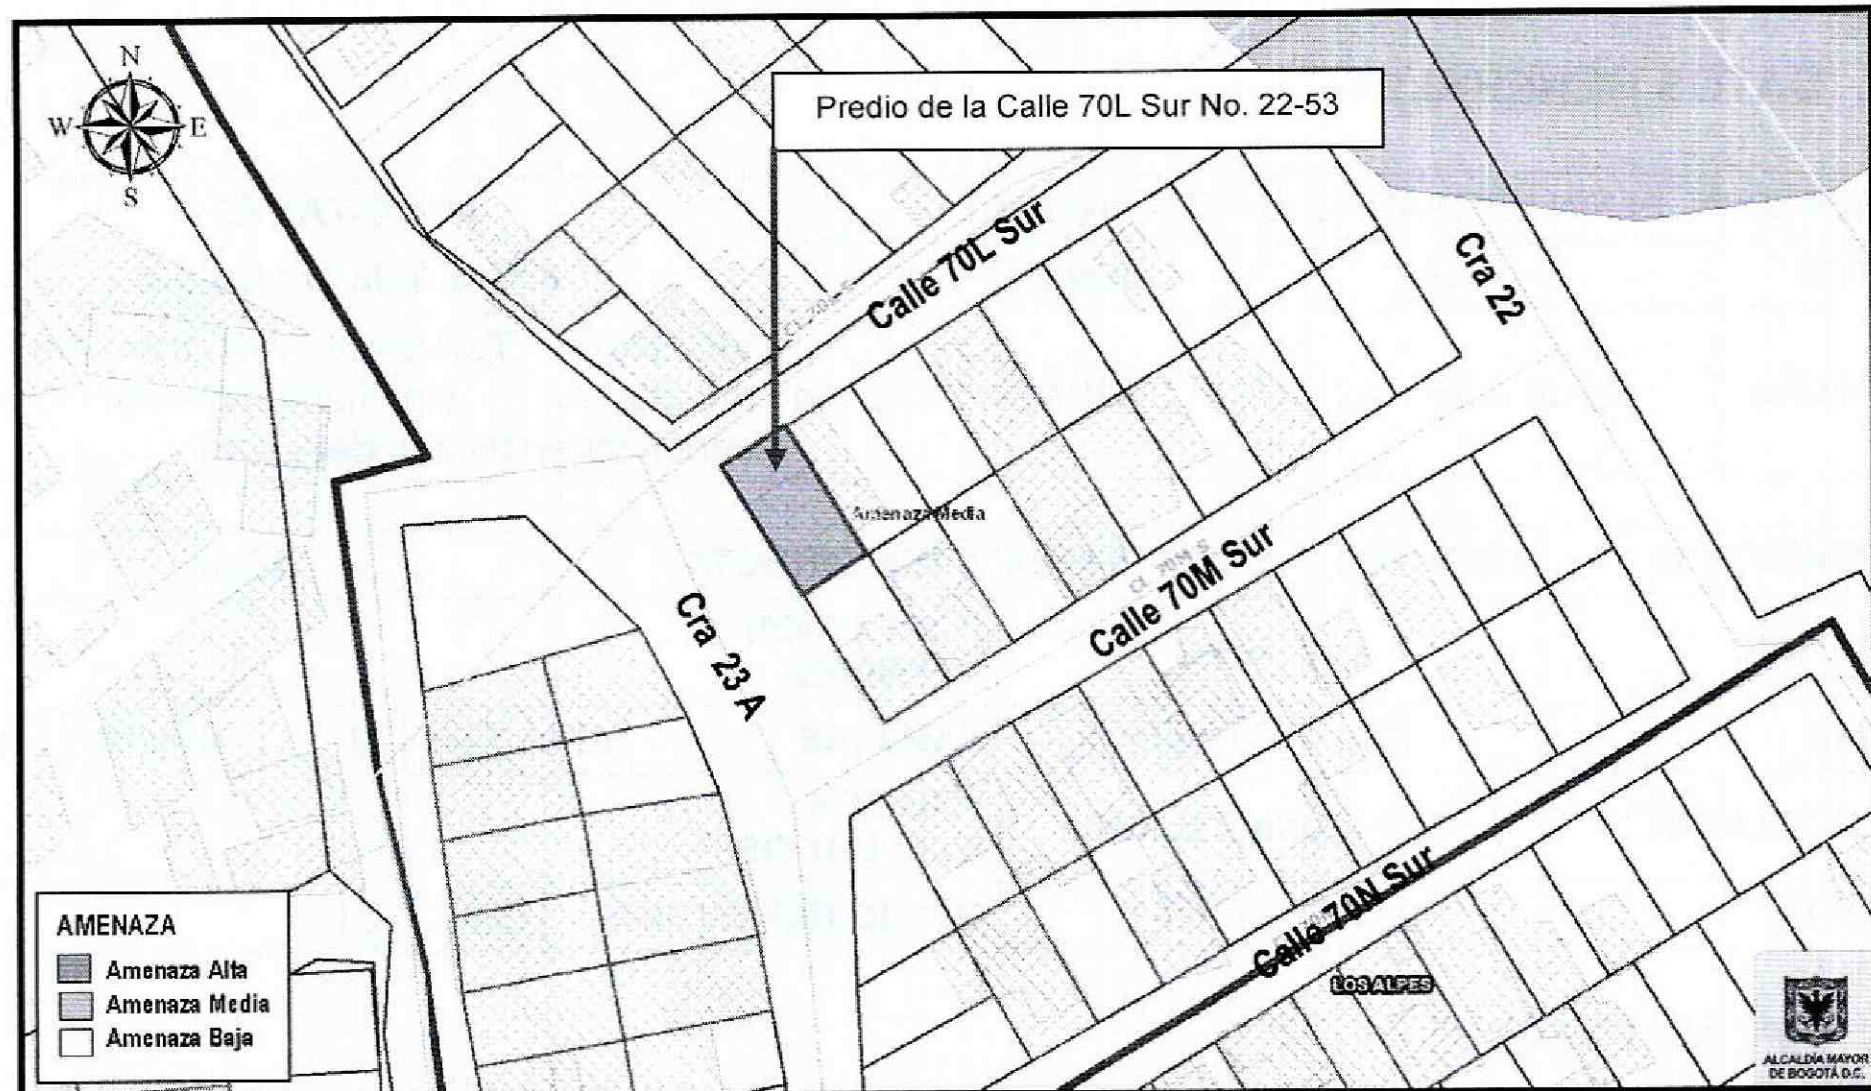 N
W
E
S
Predio de la Calle 70L Sur No. 22-53
Calle 70L Sur
Cra 22
Amenaza Media
Calle 70M Sur
Cra 23 A
Calle 70N Sur
LOS ALPES
AMENAZA
Amenaza Alta
Amenaza Media
Amenaza Baja
ALCALDÍA MAYOR
DE BOGOTÁ D.C.